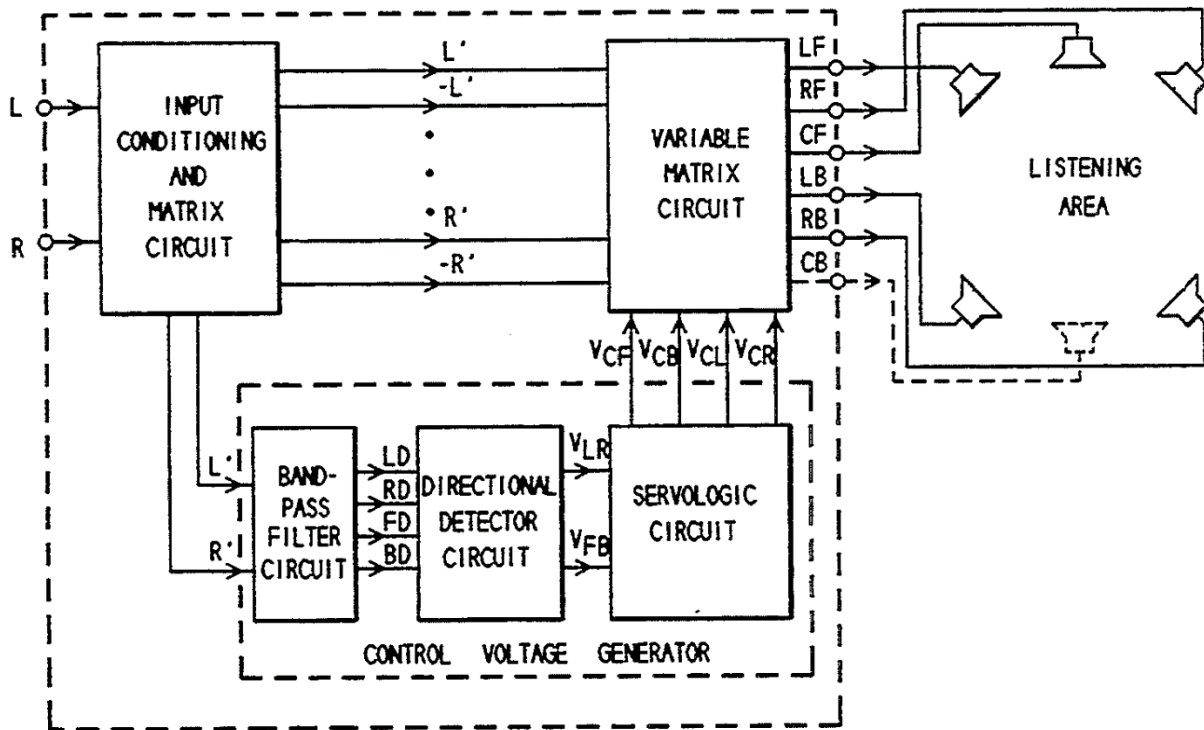 L
R
INPUT
CONDITIONING
AND
MATRIX
CIRCUIT
L'
-L'
R'
-R'
VARIABLE
MATRIX
CIRCUIT
LF
RF
CF
LB
RB
CB
LISTENING
AREA
VCF VCB VCL VCR
L'
R'
BAND-
PASS
FILTER
CIRCUIT
LD
RD
FD
BD
DIRECTIONAL
DETECTOR
CIRCUIT
VLR
VFB
SERVOLOGIC
CIRCUIT
CONTROL VOLTAGE GENERATOR